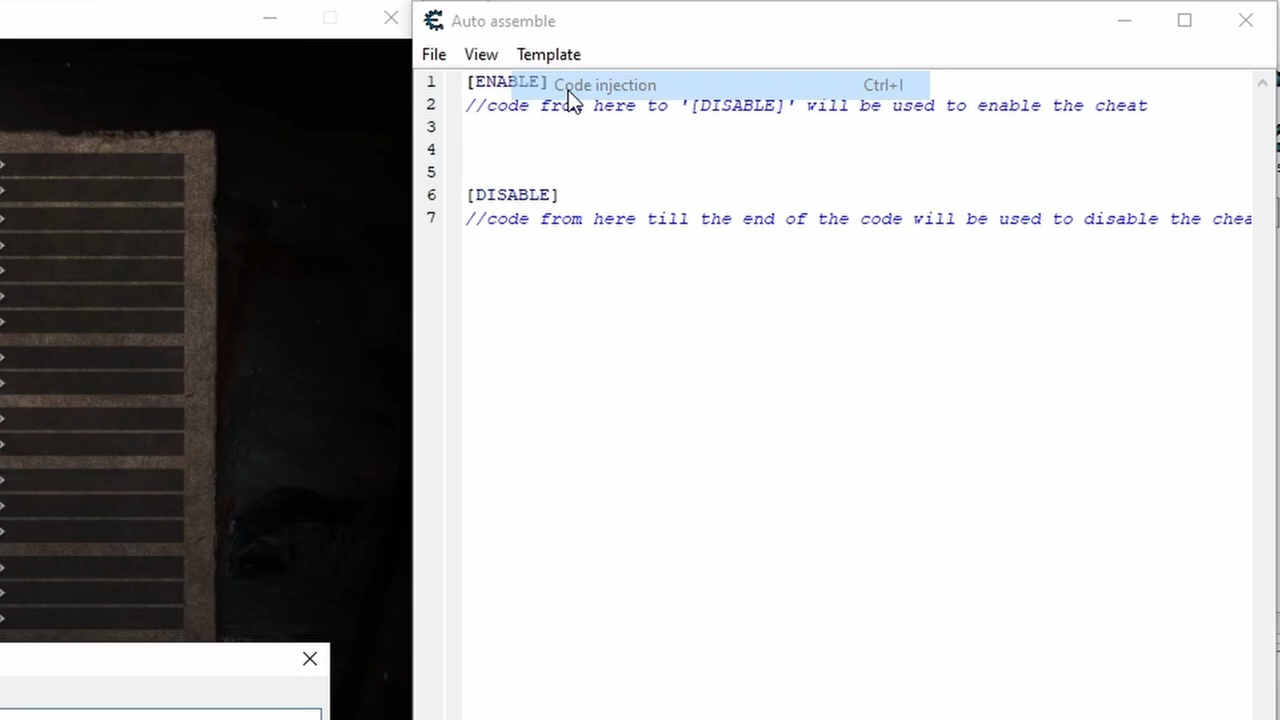 Auto assemble
File View Template
Code injection Ctrl+I
1 [ENABLE]
2 //code from here to '[DISABLE]' will be used to enable the cheat
3
4
5
6 [DISABLE]
7 //code from here till the end of the code will be used to disable the chea